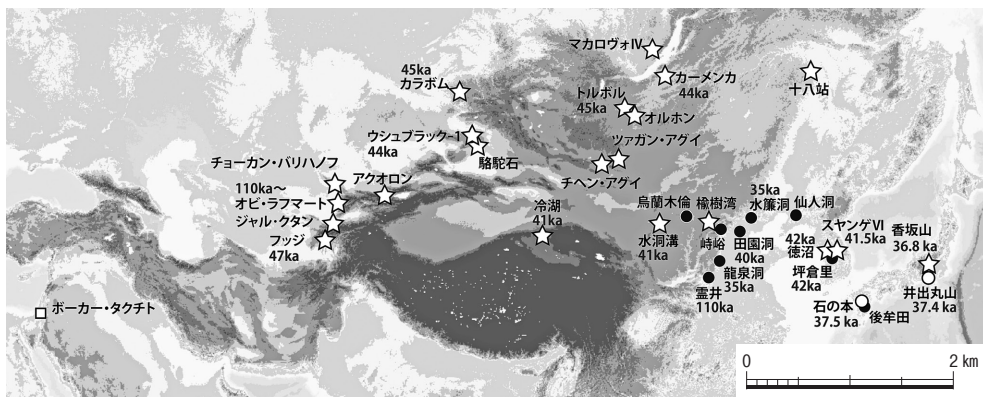 マカロヴォⅣ
カーメンカ
44ka
十八站
45ka
カラボム
トルボル
45ka
オルホン
ウシュブラック-1
44ka
駱駝石
ツァガン・アグイ
チヘン・アグイ
チョーカン・バリハノフ
110ka～
オビ・ラフマート
アクオロン
ジャル・クタン
フッジ
47ka
冷湖
41ka
烏蘭木倫
楡樹湾
35ka
水簾洞
仙人洞
水洞溝
41ka
峙峪
田園洞
40ka
龍泉洞
35ka
霊井
110ka
42ka
徳沼
スヤンゲⅥ
41.5ka
坪倉里
42ka
香坂山
36.8 ka
井出丸山
37.4 ka
石の本
37.5 ka
後牟田
ボーカー・タクチト
0
2 km